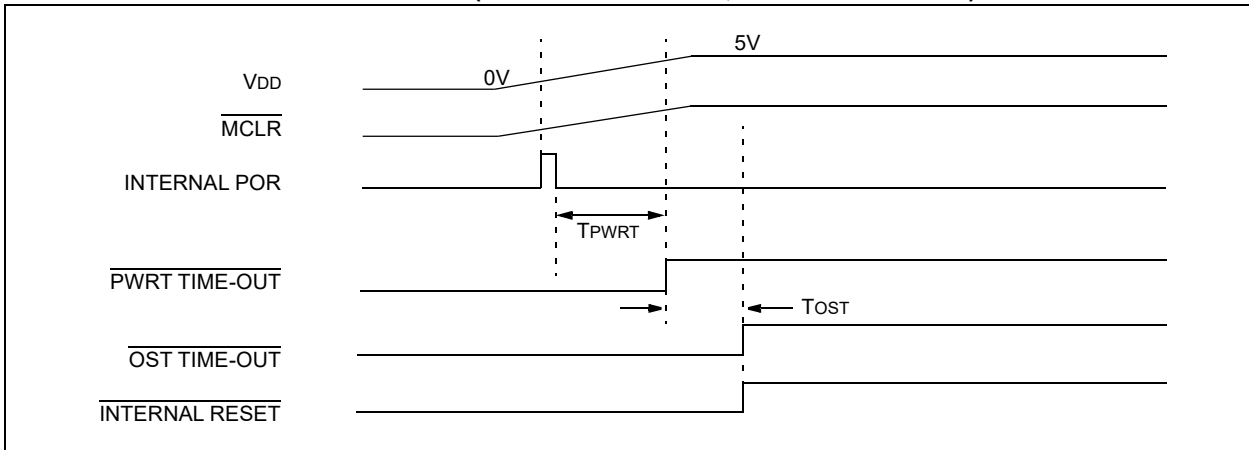 5V
0V
VDD
MCLR
INTERNAL POR
TPWRT
PWRT TIME-OUT
TOST
OST TIME-OUT
INTERNAL RESET